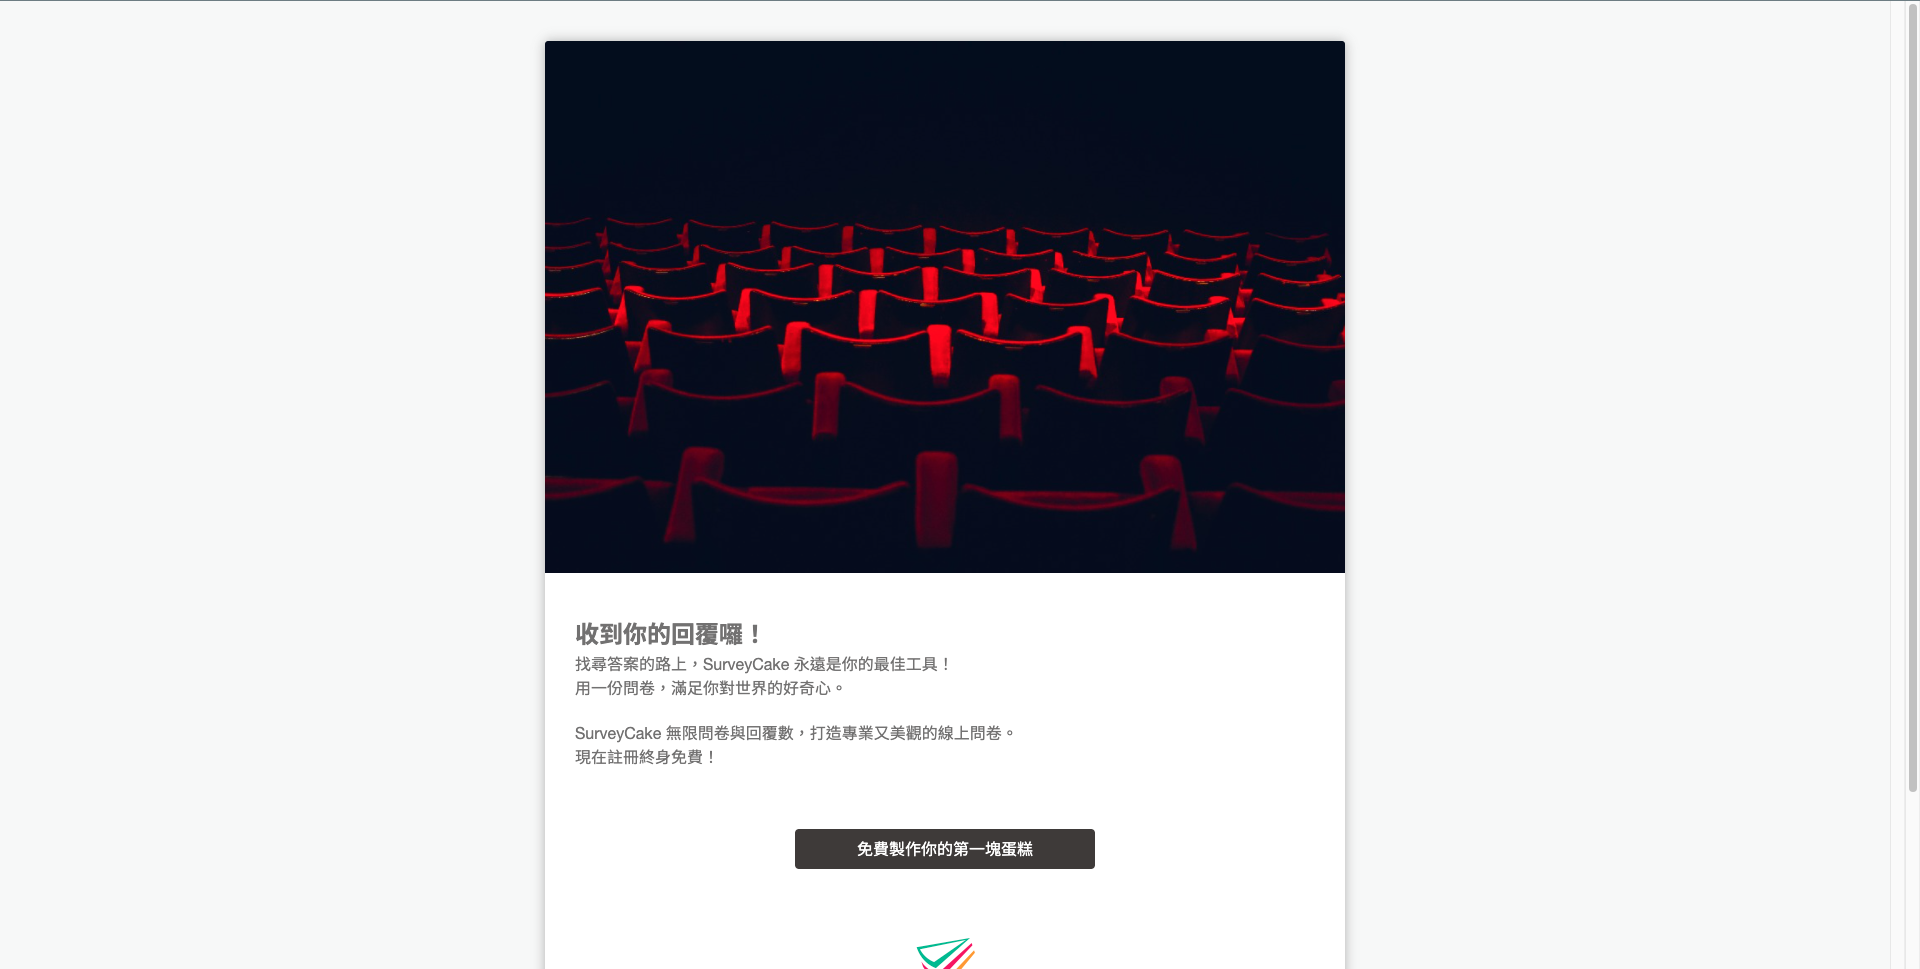 收到你的回覆囉！
找尋答案的路上，SurveyCake 永遠是你的最佳工具！
用一份問卷，滿足你對世界的好奇心。
SurveyCake 無限問卷與回覆數，打造專業又美觀的線上問卷。
現在註冊終身免費！
免費製作你的第一塊蛋糕